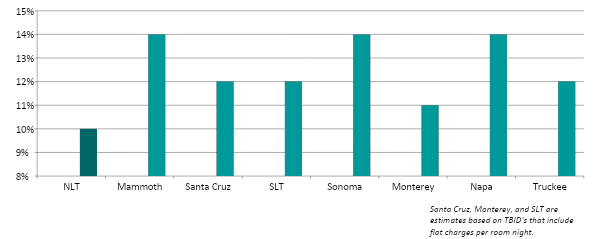 15%
14%
13%
12%
11%
10%
9%
8%
NLT Mammoth Santa Cruz SLT Sonoma Monterey Napa Truckee
Santa Cruz, Monterey, and SLT are
estimates based on TBID's that include
flat charges per room night.